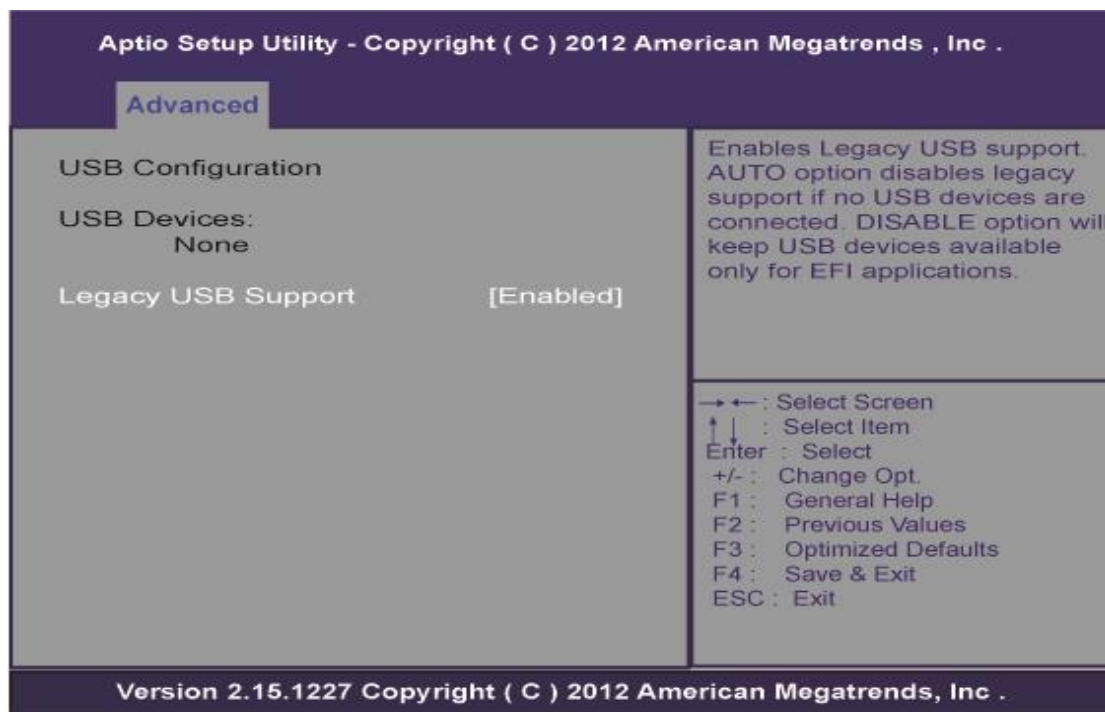 Aptio Setup Utility - Copyright ( C ) 2012 American Megatrends , Inc .
Advanced
USB Configuration
USB Devices:
None
Legacy USB Support [Enabled]
Enables Legacy USB support.
AUTO option disables legacy
support if no USB devices are
connected. DISABLE option will
keep USB devices available
only for EFI applications.
→ ←: Select Screen
↑↓ : Select Item
Enter : Select
+/- : Change Opt.
F1 : General Help
F2 : Previous Values
F3 : Optimized Defaults
F4 : Save & Exit
ESC : Exit
Version 2.15.1227 Copyright ( C ) 2012 American Megatrends, Inc .